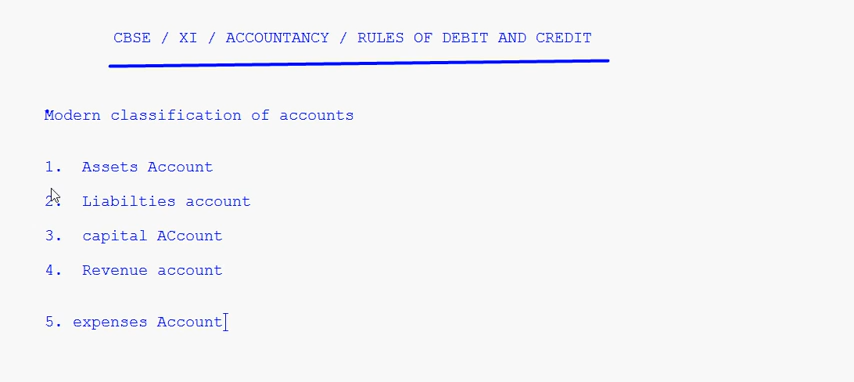 CBSE / XI / ACCOUNTANCY / RULES OF DEBIT AND CREDIT
Modern classification of accounts
1. Assets Account
2. Liabilties account
3. capital ACcount
4. Revenue account
5. expenses Account